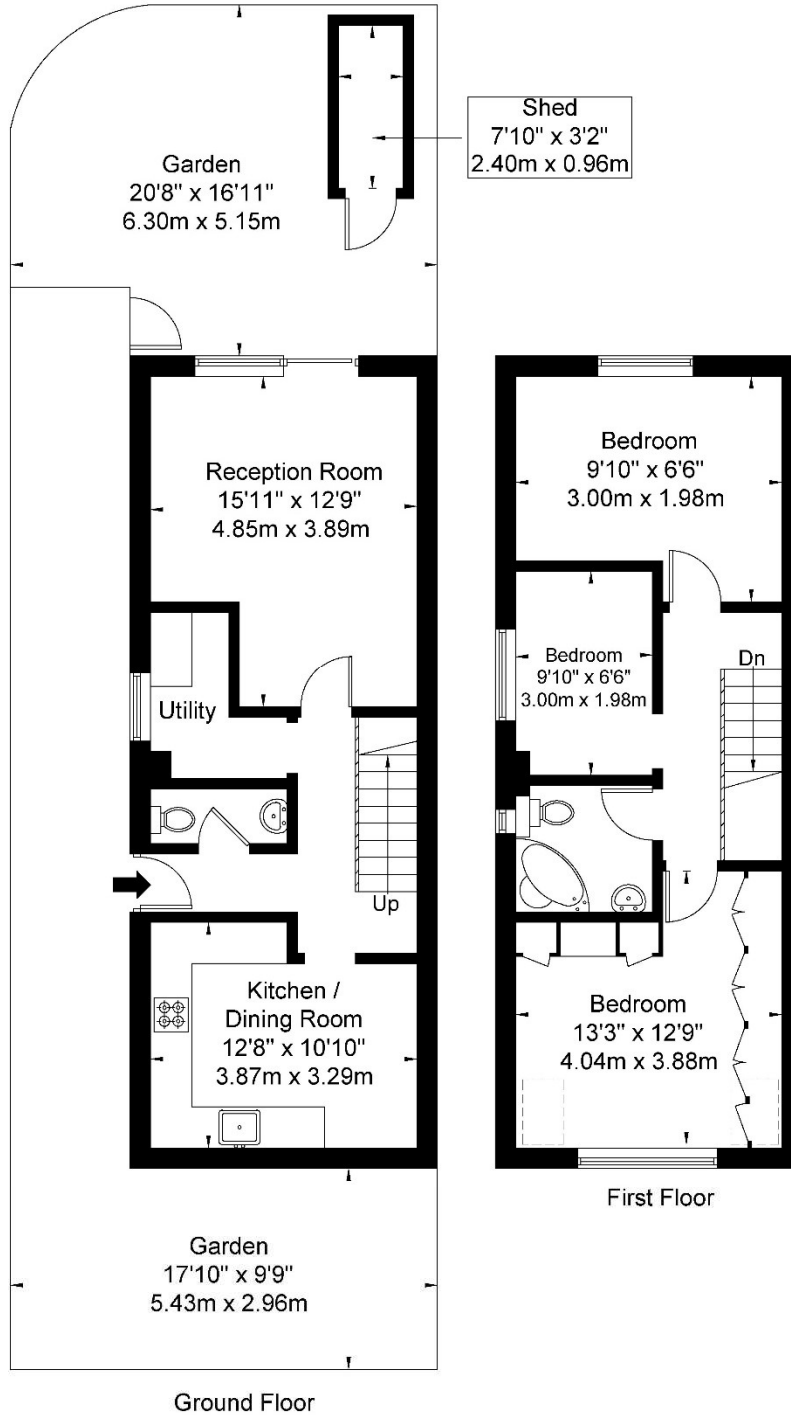 Shed
7'10" x 3'2"
2.40m x 0.96m
Garden
20'8" x 16'11"
6.30m x 5.15m
Reception Room
15'11" x 12'9"
4.85m x 3.89m
Utility
Up
Kitchen /
Dining Room
12'8" x 10'10"
3.87m x 3.29m
Garden
17'10" x 9'9"
5.43m x 2.96m
Ground Floor
Bedroom
9'10" x 6'6"
3.00m x 1.98m
Bedroom
9'10" x 6'6"
3.00m x 1.98m
Dn
Bedroom
13'3" x 12'9"
4.04m x 3.88m
First Floor